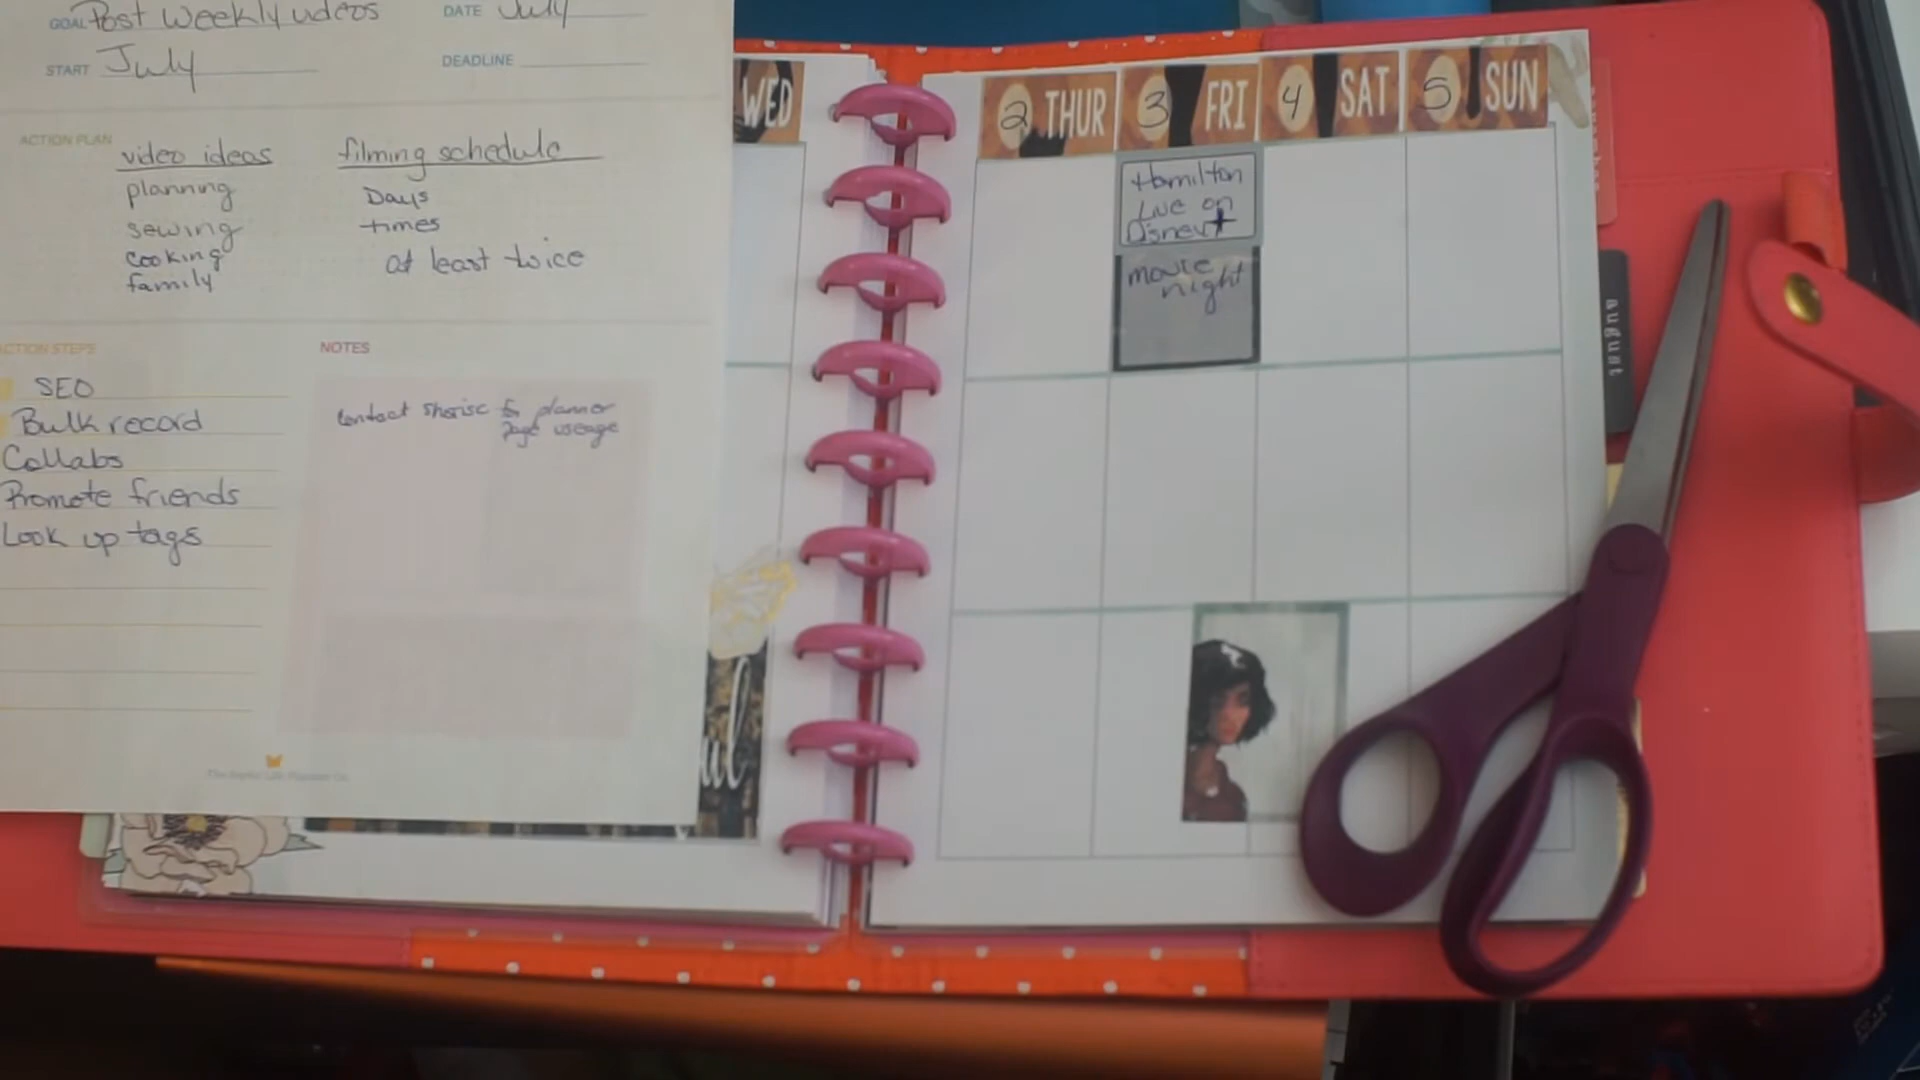 GOAL Post Weekly videos
DATE July
START July
DEADLINE
ACTION PLAN
video ideas
planning
sewing
cooking
family
filming schedule
Days
times
at least twice
ACTION STEPS
SEO
Bulk record
Collabs
Promote friends
Look up tags
NOTES
contact Sherise for planner
page useage
WED
2 THUR
3 FRI
4 SAT
5 SUN
Hamilton
Live on
Disney+
movie
night
august